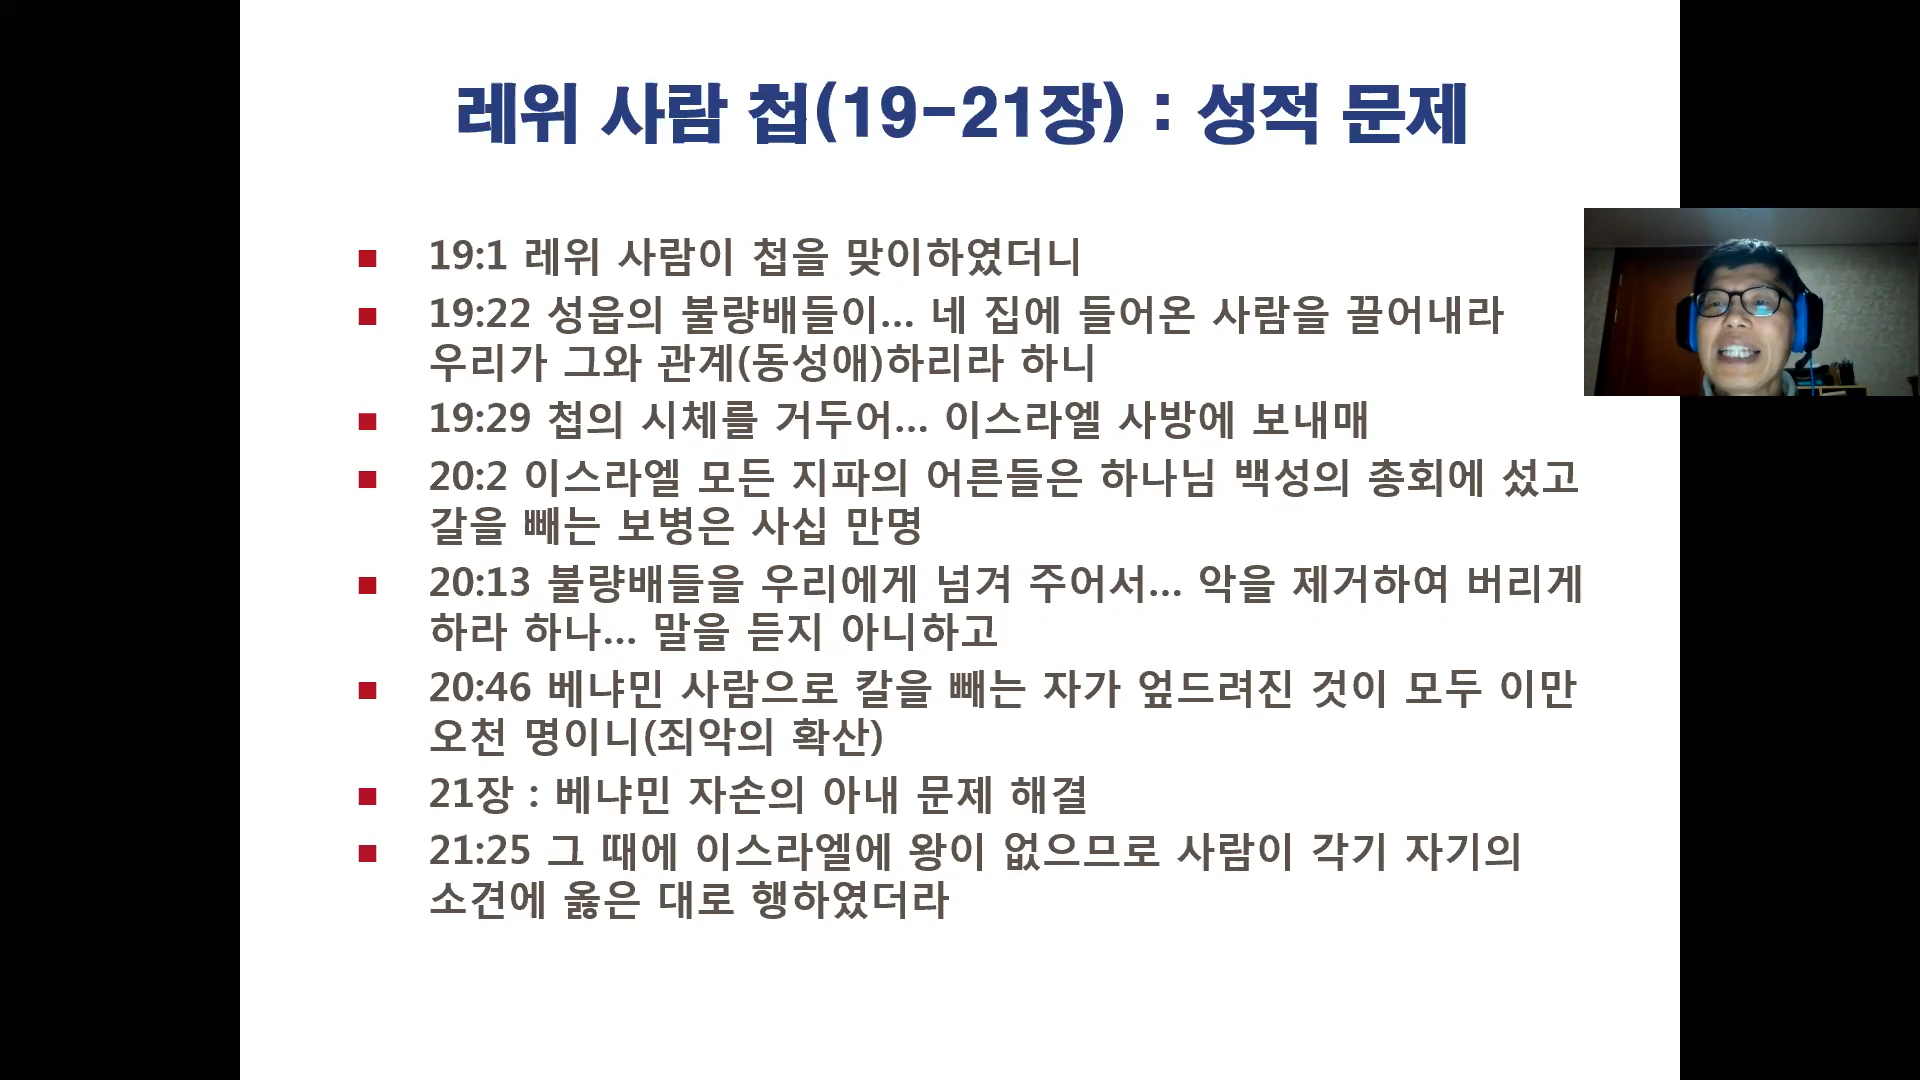 레위 사람 첩(19-21장) : 성적 문제
19:1 레위 사람이 첩을 맞이하였더니
19:22 성읍의 불량배들이... 네 집에 들어온 사람을 끌어내라
우리가 그와 관계(동성애)하리라 하니
19:29 첩의 시체를 거두어... 이스라엘 사방에 보내매
20:2 이스라엘 모든 지파의 어른들은 하나님 백성의 총회에 섰고
갈을 빼는 보병은 사십 만명
20:13 불량배들을 우리에게 넘겨 주어서... 악을 제거하여 버리게
하라 하나... 말을 듣지 아니하고
20:46 베냐민 사람으로 칼을 빼는 자가 엎드려진 것이 모두 이만
오천 명이니(죄악의 확산)
21장 : 베냐민 자손의 아내 문제 해결
21:25 그 때에 이스라엘에 왕이 없으므로 사람이 각기 자기의
소견에 옳은 대로 행하였더라